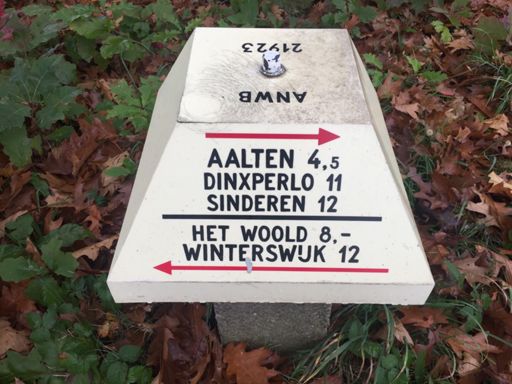 21923
ANWB
AALTEN 4,5
DINXPERLO 11
SINDEREN 12
HET WOOLD 8,-
WINTERSWIJK 12